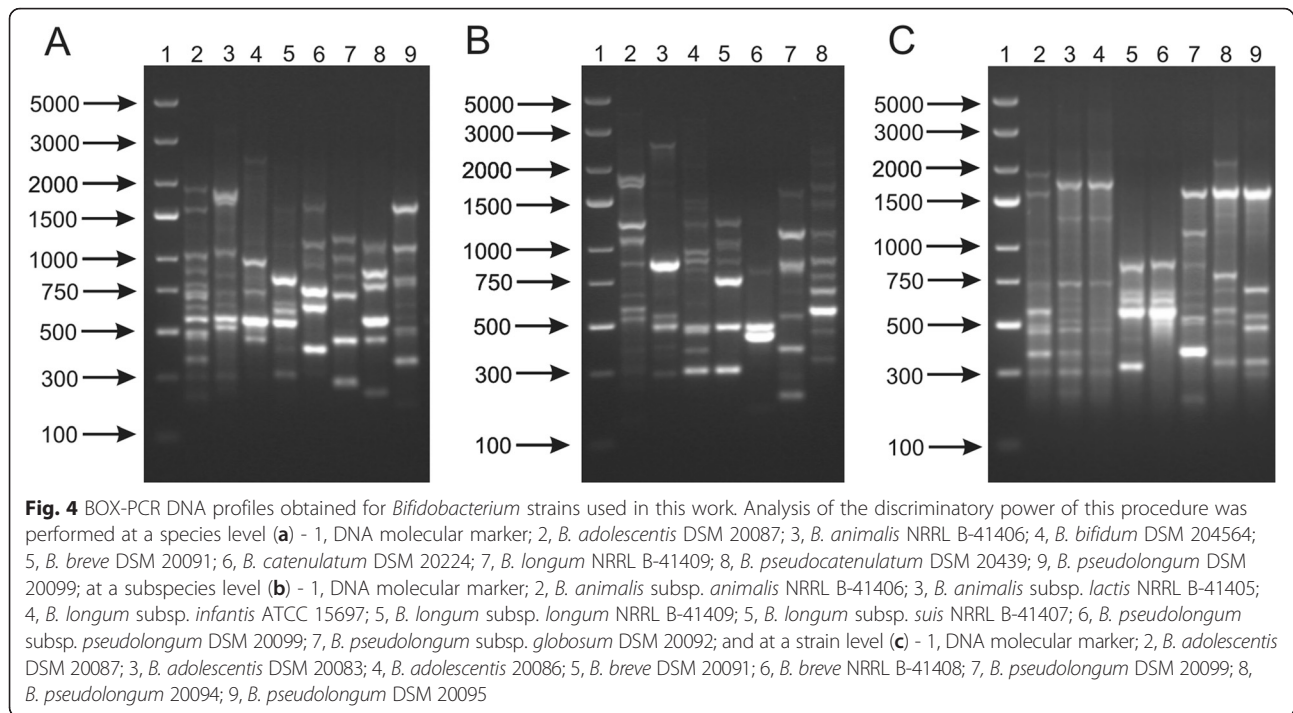 A
B
C
1 2 3 4 5 6 7 8 9
1 2 3 4 5 6 7 8
1 2 3 4 5 6 7 8 9
5000
3000
2000
1500
1000
750
500
300
100
5000
3000
2000
1500
1000
750
500
300
100
5000
3000
2000
1500
1000
750
500
300
100
Fig. 4 BOX-PCR DNA profiles obtained for Bifidobacterium strains used in this work. Analysis of the discriminatory power of this procedure was
performed at a species level (a) - 1, DNA molecular marker; 2, B. adolescentis DSM 20087; 3, B. animalis NRRL B-41406; 4, B. bifidum DSM 204564;
5, B. breve DSM 20091; 6, B. catenulatum DSM 20224; 7, B. longum NRRL B-41409; 8, B. pseudocatenulatum DSM 20439; 9, B. pseudolongum DSM
20099; at a subspecies level (b) - 1, DNA molecular marker; 2, B. animalis subsp. animalis NRRL B-41406; 3, B. animalis subsp. lactis NRRL B-41405;
4, B. longum subsp. infantis ATCC 15697; 5, B. longum subsp. longum NRRL B-41409; 5, B. longum subsp. suis NRRL B-41407; 6, B. pseudolongum
subsp. pseudolongum DSM 20099; 7, B. pseudolongum subsp. globosum DSM 20092; and at a strain level (c) - 1, DNA molecular marker; 2, B. adolescentis
DSM 20087; 3, B. adolescentis DSM 20083; 4, B. adolescentis 20086; 5, B. breve DSM 20091; 6, B. breve NRRL B-41408; 7, B. pseudolongum DSM 20099; 8,
B. pseudolongum 20094; 9, B. pseudolongum DSM 20095